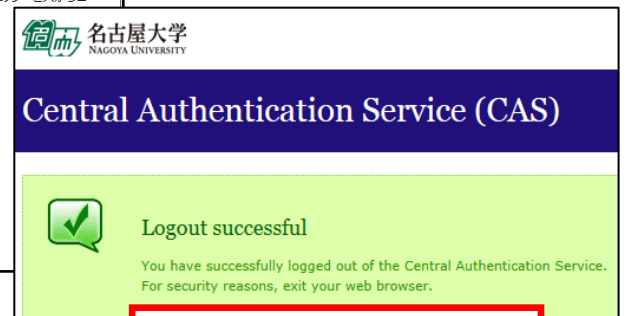 名古屋大学
NAGOYA UNIVERSITY
Central Authentication Service (CAS)
Logout successful
You have successfully logged out of the Central Authentication Service.
For security reasons, exit your web browser.